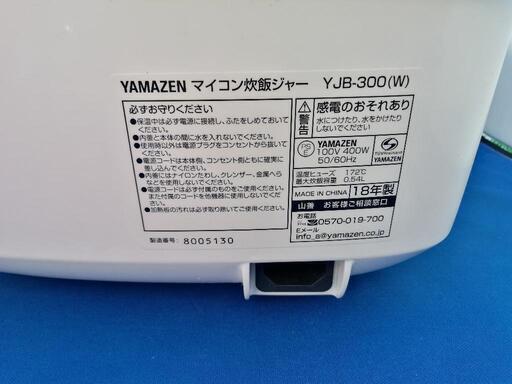 YAMAZEN マイコン炊飯ジャー YJB-300(W)
必ずお守りください
●保温中は必ず電源に接続し、ふたをしめておいてください。
●内釜と本体の間に水を入れないでください。
●使用時以外は電源プラグをコンセントから抜いてください。
●電源コードは本体側、コンセント側ともに確実に差し込んでください。
●内釜にはナイロンたわし、クレンザー、金属へらなどを使用しないでください。
●電源コードは必ず付属のものをご使用ください。また付属のコードを他機器に使用しないでください。
●加熱板の汚れは必ず取り除いてご使用ください。
製造番号: 8005130
警告
感電のおそれあり
水につけたり、水をかけたりしないでください。
PS E
YAMAZEN
100V 400W
50/60Hz
YAMAZEN
温度ヒューズ 172℃
最大炊飯容量 0.54L
MADE IN CHINA 18年製
山善 お客様ご相談窓口
お電話
0570-019-700
Eメール
info_a@yamazen.co.jp